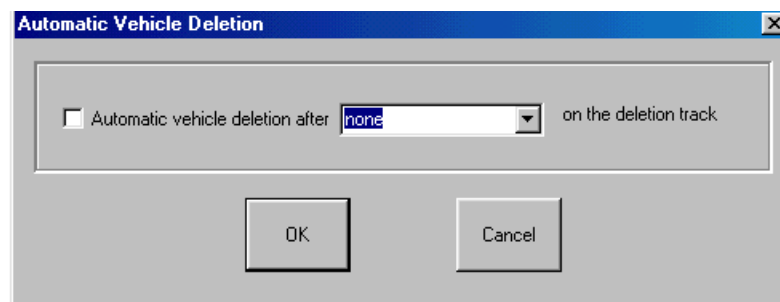 Automatic Vehicle Deletion
Automatic vehicle deletion after none on the deletion track
OK Cancel